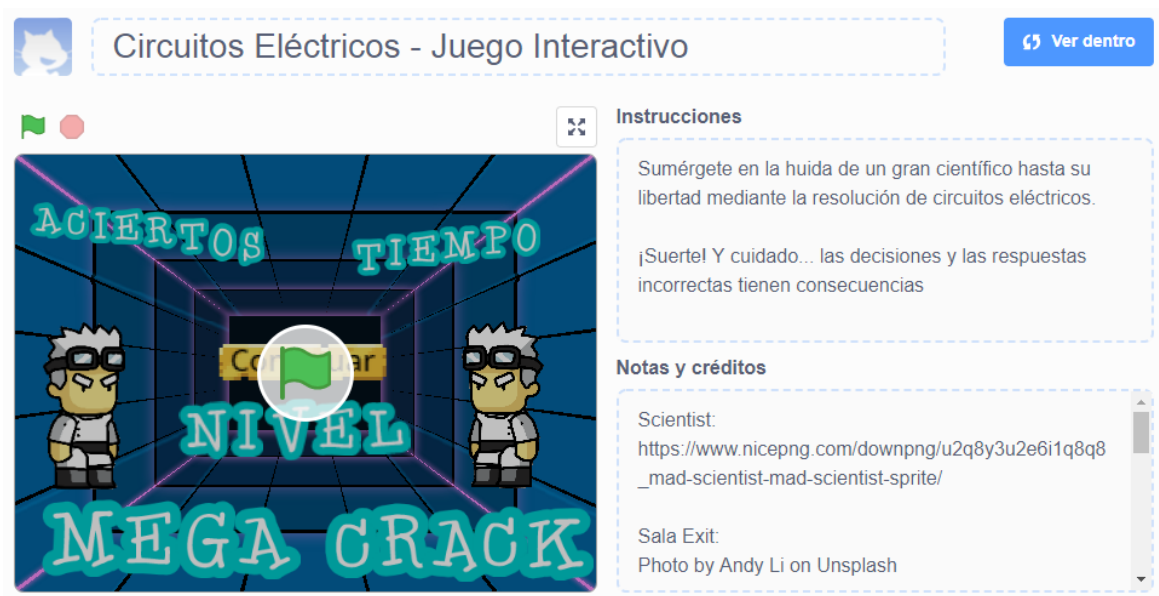 Circuitos Eléctricos - Juego Interactivo
Ver dentro
Instrucciones
Sumérgete en la huida de un gran científico hasta su
libertad mediante la resolución de circuitos eléctricos.
¡Suerte! Y cuidado... las decisiones y las respuestas
incorrectas tienen consecuencias
ACIERTOS
TIEMPO
NIVEL
MEGA CRACK
Notas y créditos
Scientist:
https://www.nicepng.com/downpng/u2q8y3u2e6i1q8q8
_mad-scientist-mad-scientist-sprite/
Sala Exit:
Photo by Andy Li on Unsplash